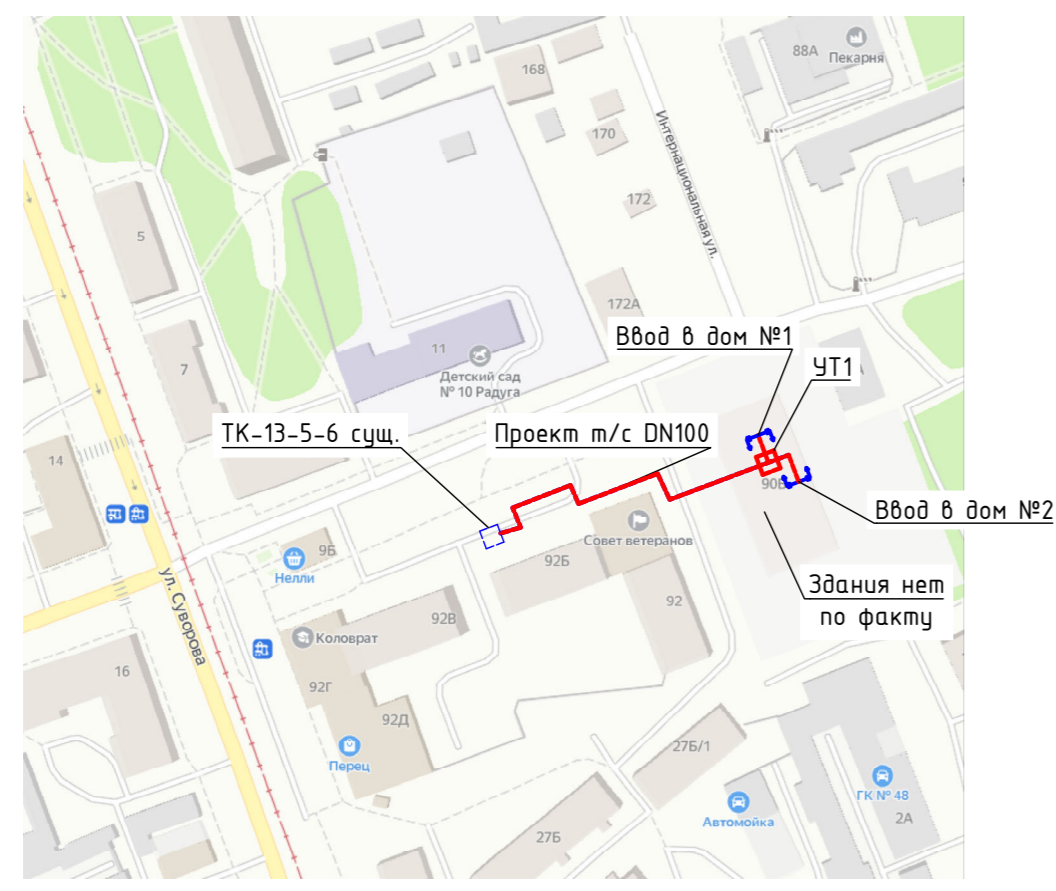 88А
Пекарня
168
170
Интернациональная ул.
172
5
172А
Ввод в дом №1
УТ1
11
Детский сад
№ 10 Радуга
7
ТК-13-5-6 сущ.
Проект т/с DN100
14
Ввод в дом №2
Совет ветеранов
9Б
Нелли
92Б
Здания нет
по факту
ул. Суворова
92
92В
Коловрат
16
92Г
92Д
Перец
27Б/1
ГК № 48
2А
Автомойка
27Б